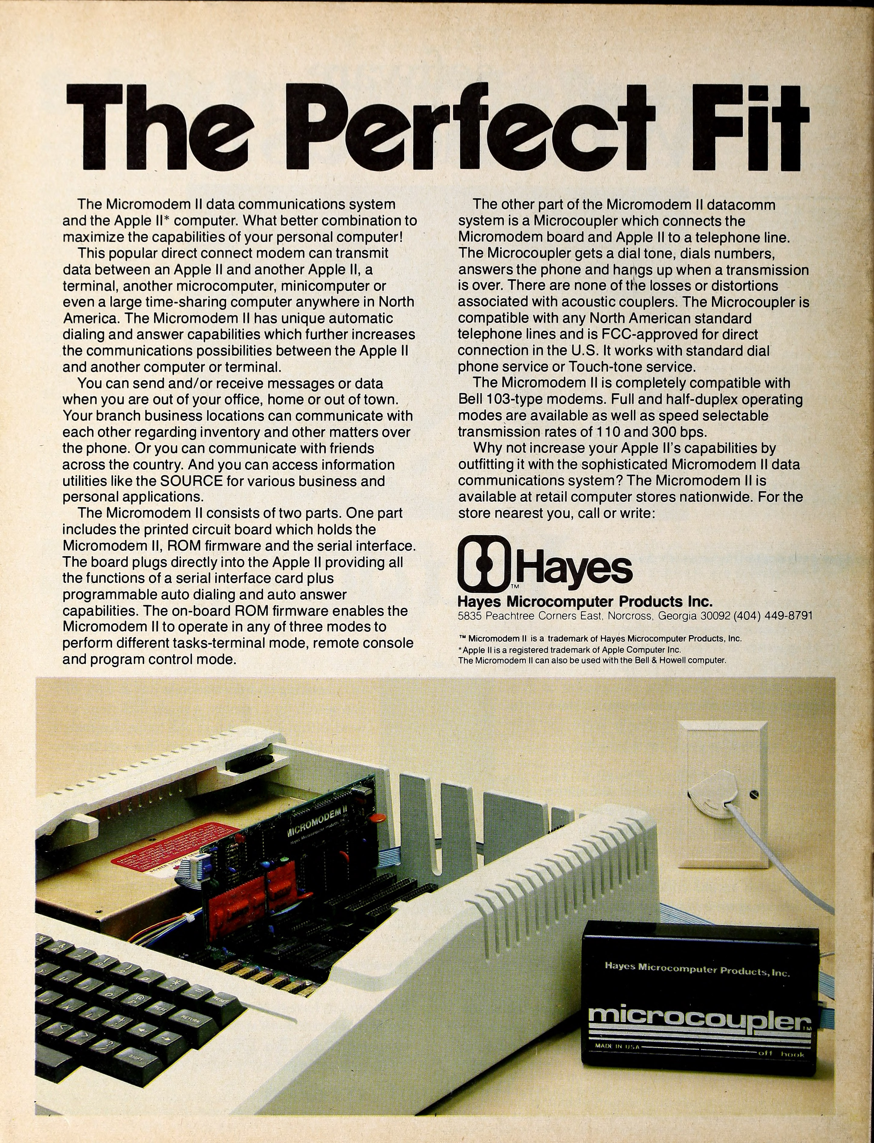 The Perfect Fit
The Micromodem II data communications system
and the Apple II* computer. What better combination to
maximize the capabilities of your personal computer!
This popular direct connect modem can transmit
data between an Apple II and another Apple II, a
terminal, another microcomputer, minicomputer or
even a large time-sharing computer anywhere in North
America. The Micromodem II has unique automatic
dialing and answer capabilities which further increases
the communications possibilities between the Apple II
and another computer or terminal.
You can send and/or receive messages or data
when you are out of your office, home or out of town.
Your branch business locations can communicate with
each other regarding inventory and other matters over
the phone. Or you can communicate with friends
across the country. And you can access information
utilities like the SOURCE for various business and
personal applications.
The Micromodem II consists of two parts. One part
includes the printed circuit board which holds the
Micromodem II, ROM firmware and the serial interface.
The board plugs directly into the Apple II providing all
the functions of a serial interface card plus
programmable auto dialing and auto answer
capabilities. The on-board ROM firmware enables the
Micromodem II to operate in any of three modes to
perform different tasks-terminal mode, remote console
and program control mode.
The other part of the Micromodem II datacomm
system is a Microcoupler which connects the
Micromodem board and Apple II to a telephone line.
The Microcoupler gets a dial tone, dials numbers,
answers the phone and hangs up when a transmission
is over. There are none of the losses or distortions
associated with acoustic couplers. The Microcoupler is
compatible with any North American standard
telephone lines and is FCC-approved for direct
connection in the U.S. It works with standard dial
phone service or Touch-tone service.
The Micromodem II is completely compatible with
Bell 103-type modems. Full and half-duplex operating
modes are available as well as speed selectable
transmission rates of 110 and 300 bps.
Why not increase your Apple II's capabilities by
outfitting it with the sophisticated Micromodem II data
communications system? The Micromodem II is
available at retail computer stores nationwide. For the
store nearest you, call or write:
Hayes
TM
Hayes Microcomputer Products Inc.
5835 Peachtree Corners East, Norcross, Georgia 30092 (404) 449-8791
™ Micromodem II is a trademark of Hayes Microcomputer Products, Inc.
*Apple II is a registered trademark of Apple Computer Inc.
The Micromodem II can also be used with the Bell & Howell computer.
MICROMODEM II
Hayes Microcomputer Products, Inc.
microcoupler™
MADE IN USA
off hook